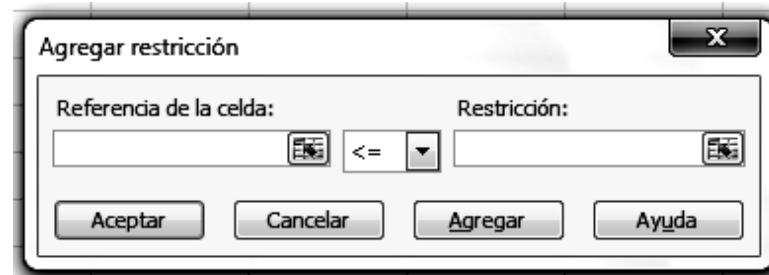 Agregar restricción
Referencia de la celda:
Restricción:
<=
Aceptar
Cancelar
Agregar
Ayuda